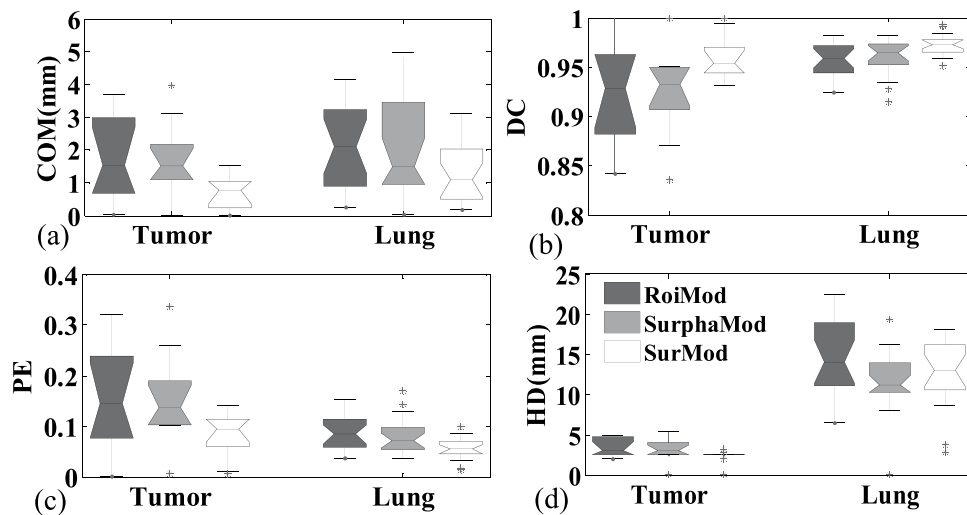 6
5
4
3
2
1
0
COM(mm)
Tumor Lung
(a)
1
0.95
0.9
0.85
0.8
DC
Tumor Lung
(b)
0.4
0.3
0.2
0.1
0
PE
Tumor Lung
(c)
25
20
15
10
5
0
HD(mm)
RoiMod
SurphaMod
SurMod
Tumor Lung
(d)